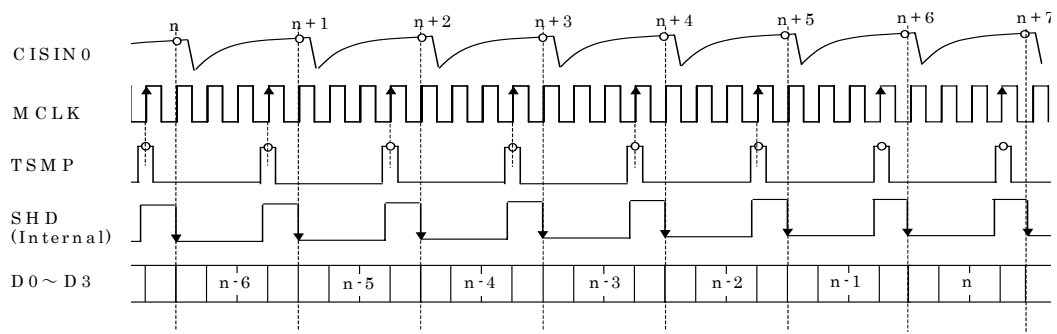 n n+1 n+2 n+3 n+4 n+5 n+6 n+7
CISIN0
MCLK
TSMP
SHD
(Internal)
D0～D3 n-6 n-5 n-4 n-3 n-2 n-1 n